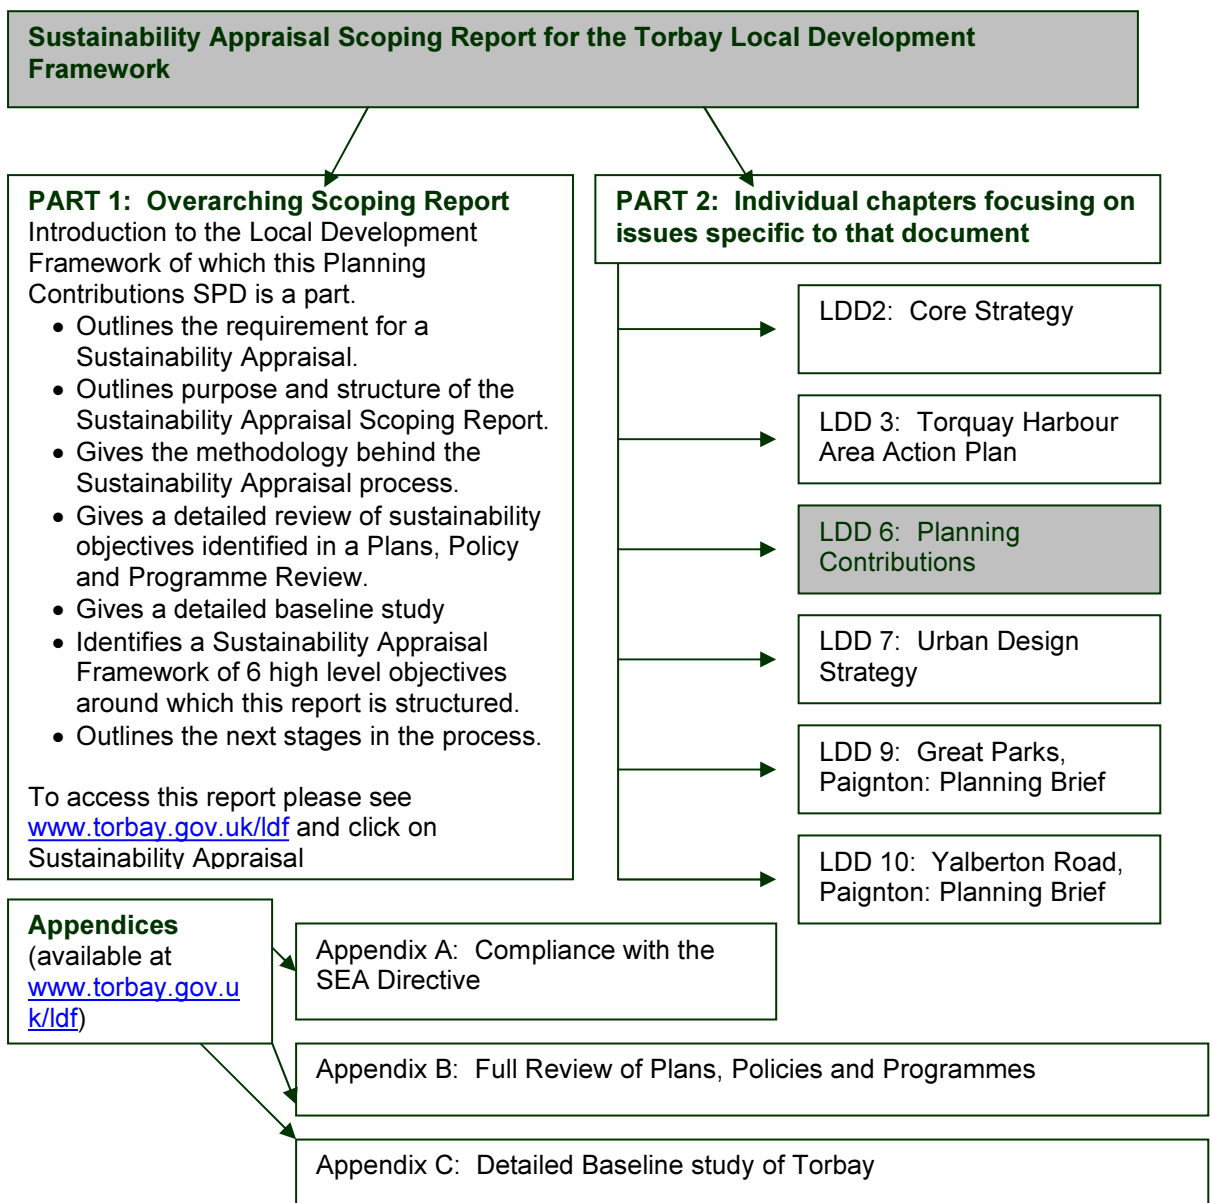 Sustainability Appraisal Scoping Report for the Torbay Local Development
Framework
PART 1: Overarching Scoping Report
Introduction to the Local Development
Framework of which this Planning
Contributions SPD is a part.
• Outlines the requirement for a
Sustainability Appraisal.
• Outlines purpose and structure of the
Sustainability Appraisal Scoping Report.
• Gives the methodology behind the
Sustainability Appraisal process.
• Gives a detailed review of sustainability
objectives identified in a Plans, Policy
and Programme Review.
• Gives a detailed baseline study
• Identifies a Sustainability Appraisal
Framework of 6 high level objectives
around which this report is structured.
• Outlines the next stages in the process.
To access this report please see
www.torbay.gov.uk/ldf and click on
Sustainability Appraisal
PART 2: Individual chapters focusing on
issues specific to that document
LDD2: Core Strategy
LDD 3: Torquay Harbour
Area Action Plan
LDD 6: Planning
Contributions
LDD 7: Urban Design
Strategy
LDD 9: Great Parks,
Paignton: Planning Brief
LDD 10: Yalberton Road,
Paignton: Planning Brief
Appendices
(available at
www.torbay.gov.u
k/ldf)
Appendix A: Compliance with the
SEA Directive
Appendix B: Full Review of Plans, Policies and Programmes
Appendix C: Detailed Baseline study of Torbay